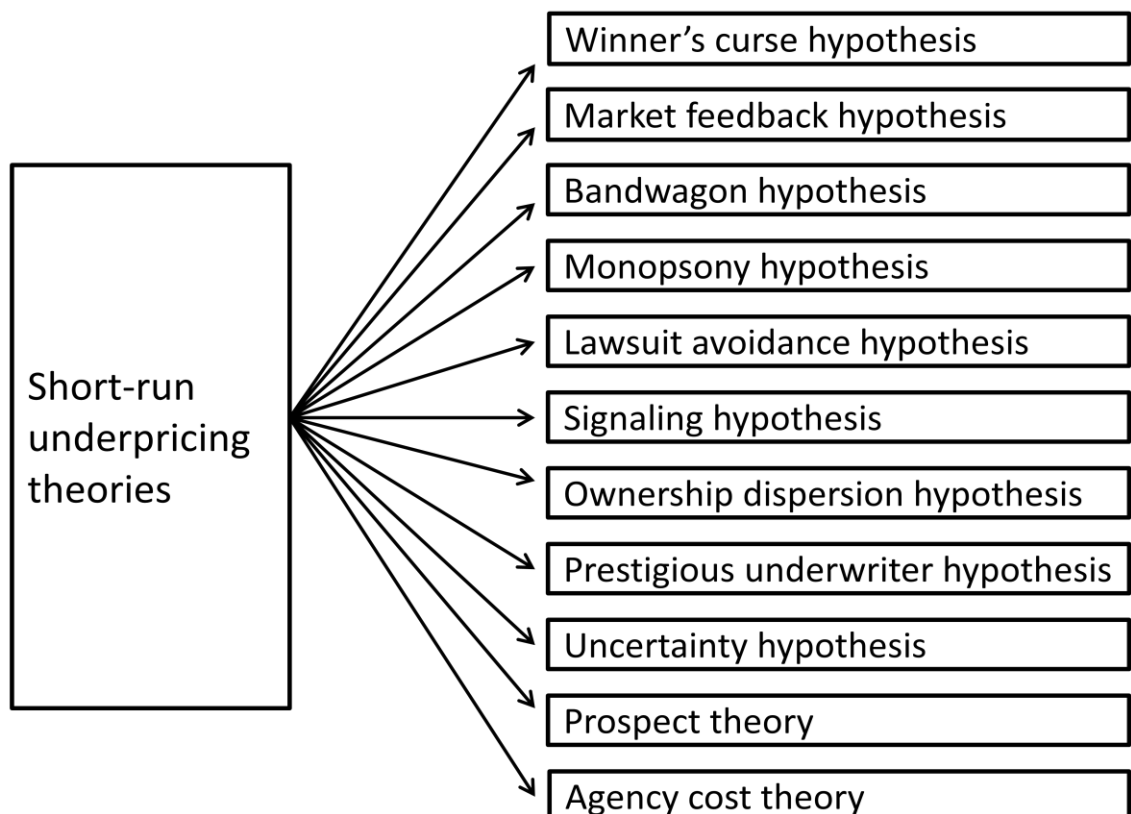 Winner’s curse hypothesis
Market feedback hypothesis
Bandwagon hypothesis
Monopsony hypothesis
Lawsuit avoidance hypothesis
Short-run
underpricing
theories
Signaling hypothesis
Ownership dispersion hypothesis
Prestigious underwriter hypothesis
Uncertainty hypothesis
Prospect theory
Agency cost theory